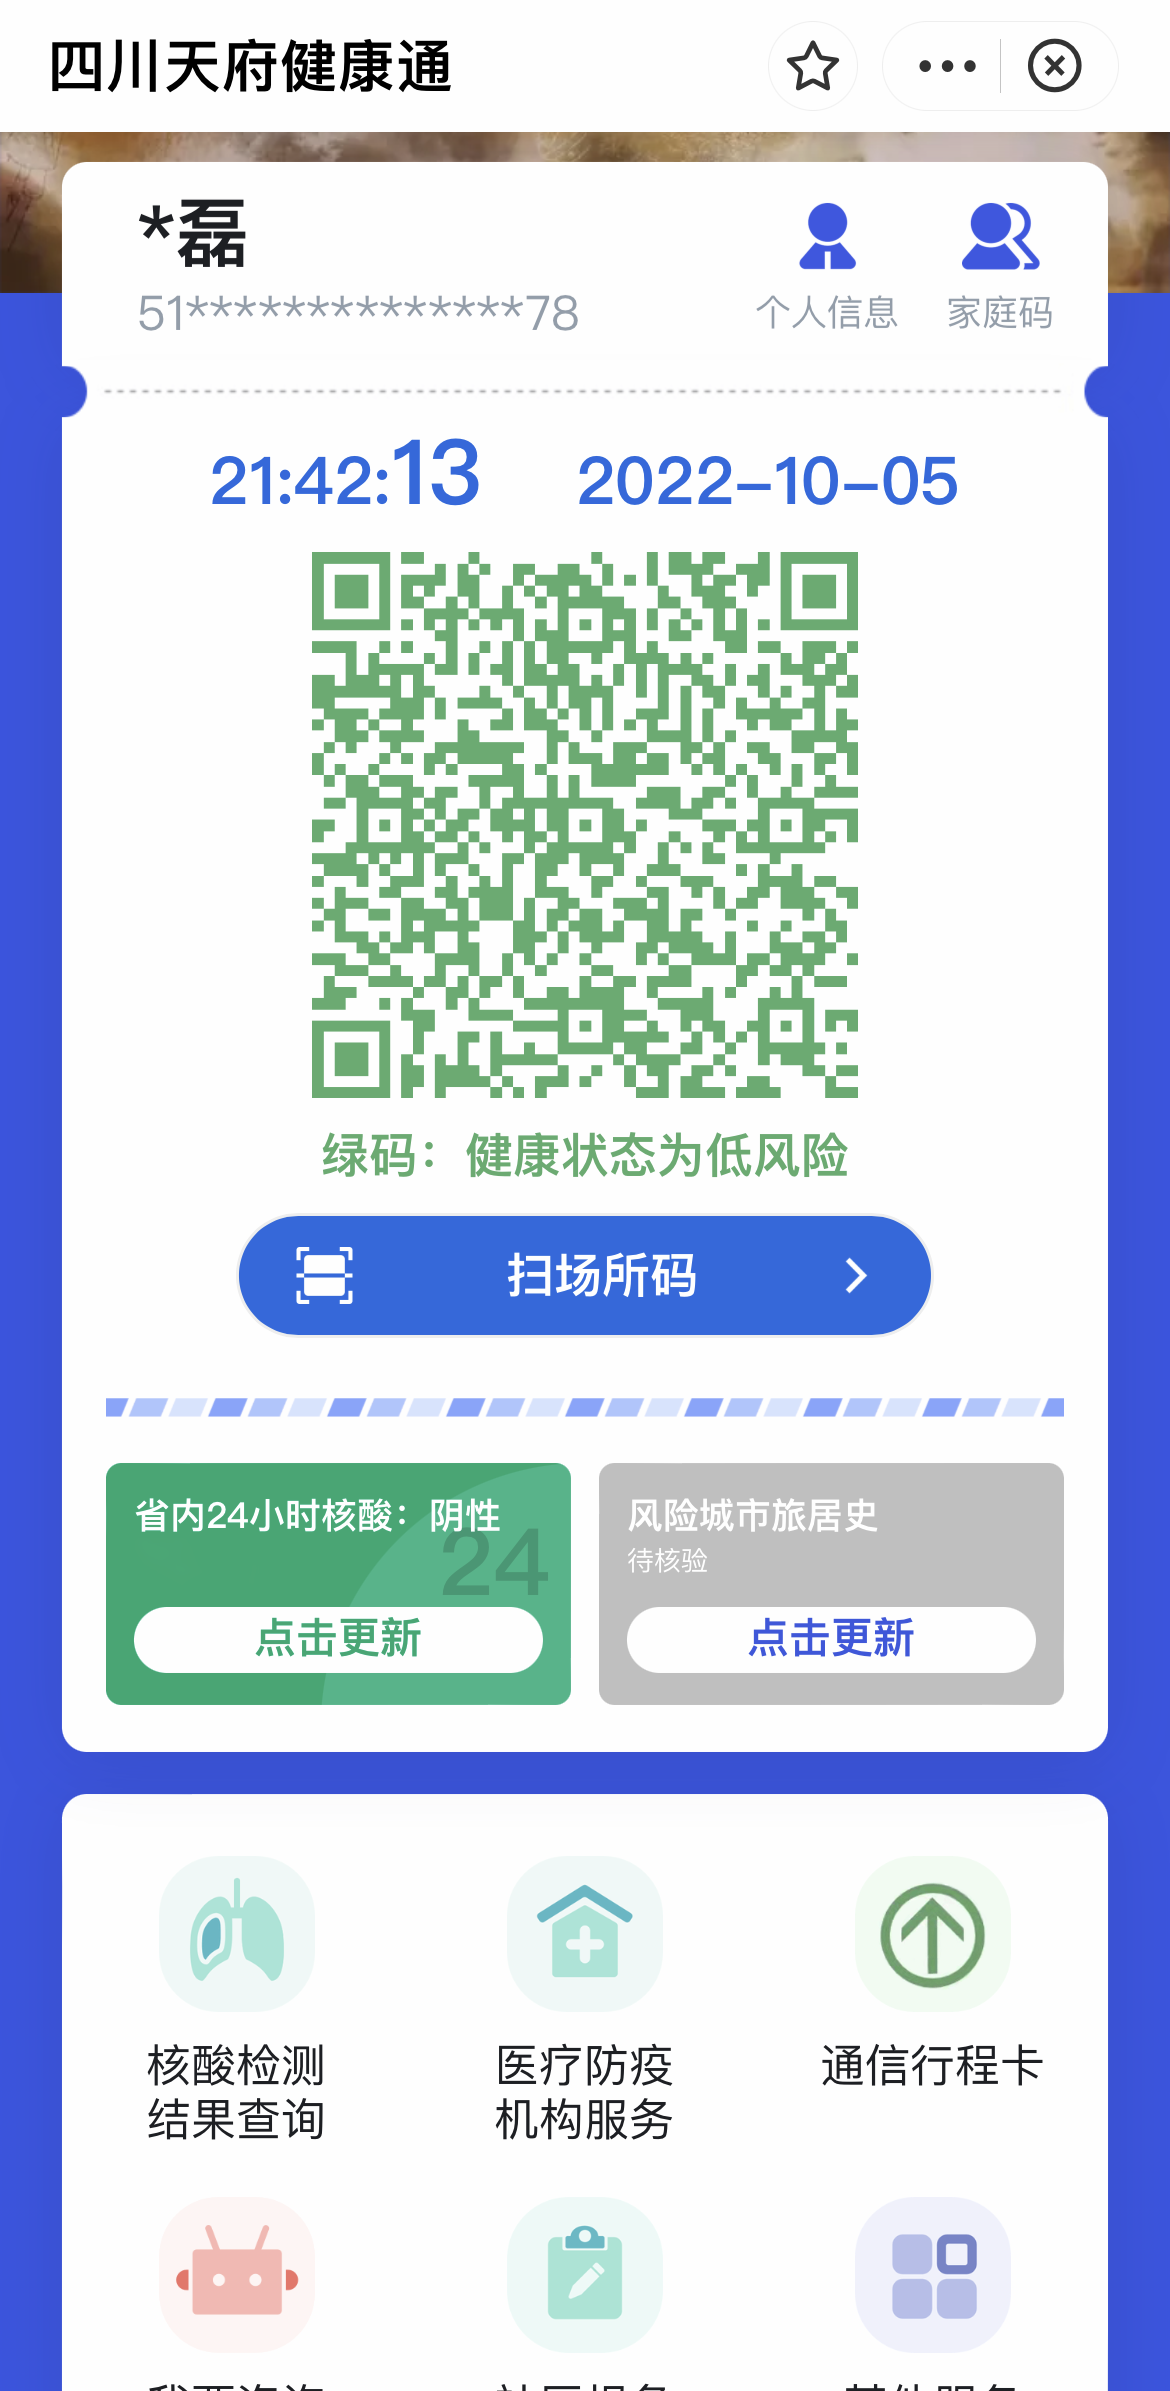 四川天府健康通
*磊
51**************78
个人信息
家庭码
21:42:13
2022-10-05
绿码：健康状态为低风险
扫场所码
省内24小时核酸：阴性
24
点击更新
风险城市旅居史
待核验
点击更新
核酸检测
结果查询
医疗防疫
机构服务
通信行程卡